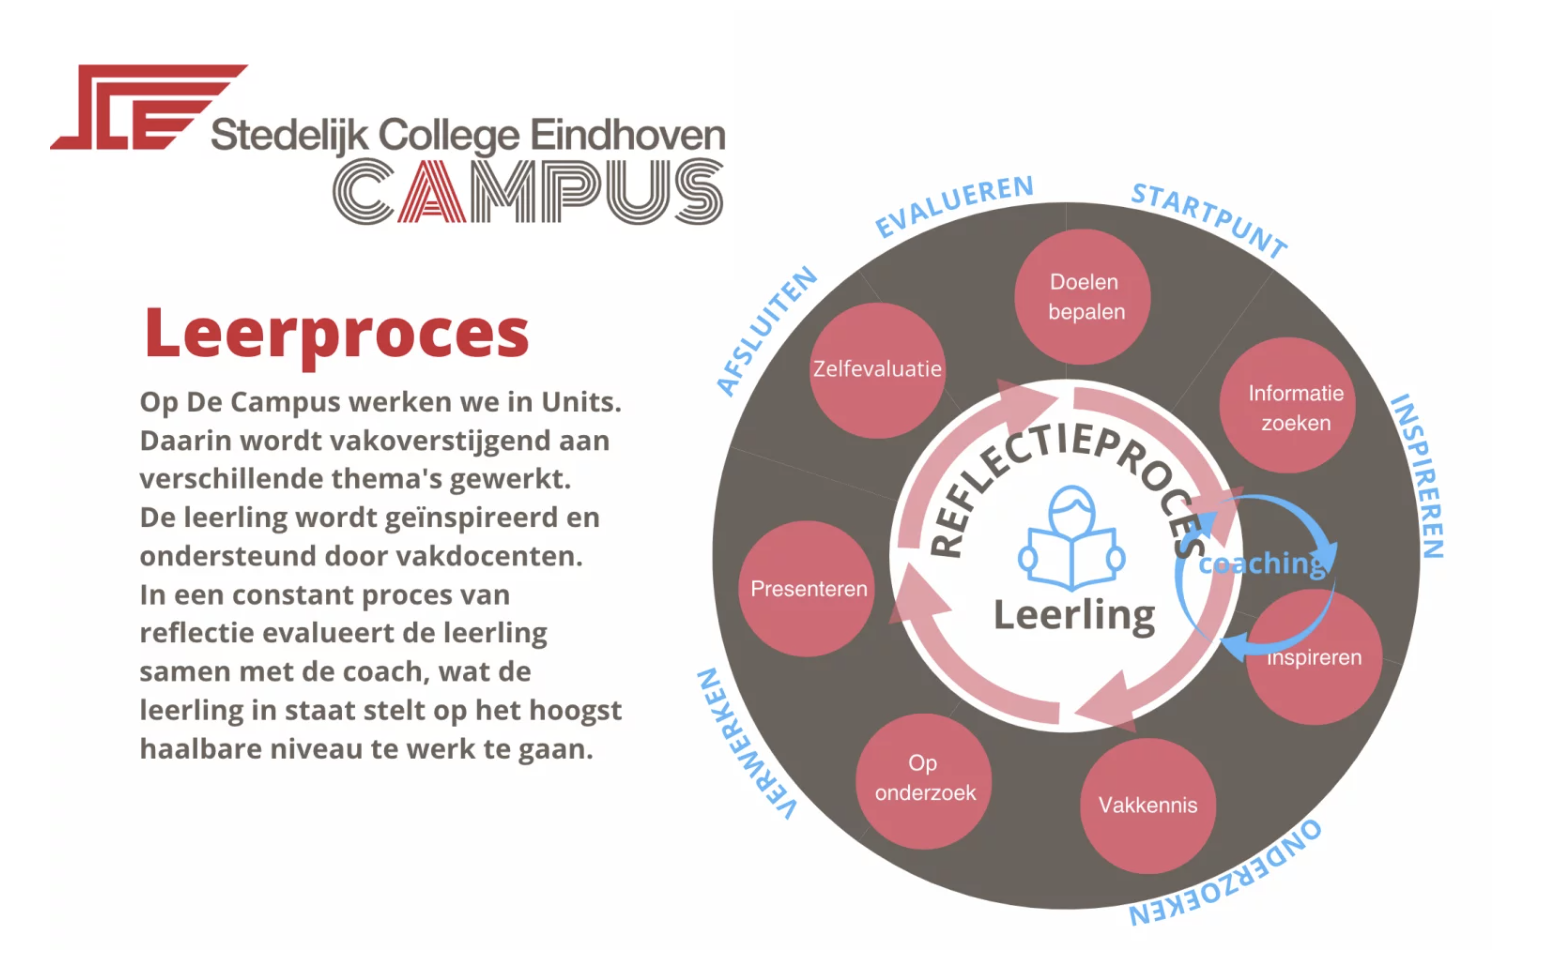 Stedelijk College Eindhoven
CAMPUS
Leerproces
Op De Campus werken we in Units.
Daarin wordt vakoverstijgend aan
verschillende thema's gewerkt.
De leerling wordt geïnspireerd en
ondersteund door vakdocenten.
In een constant proces van
reflectie evalueert de leerling
samen met de coach, wat de
leerling in staat stelt op het hoogst
haalbare niveau te werk te gaan.
STARTPUNT
INSPIREREN
ONDERZOEKEN
VERWERKEN
AFSLUITEN
EVALUEREN
Doelen
bepalen
Informatie
zoeken
Inspireren
Vakkennis
Op
onderzoek
Presenteren
Zelfevaluatie
REFLECTIEPROCES
Leerling
coaching